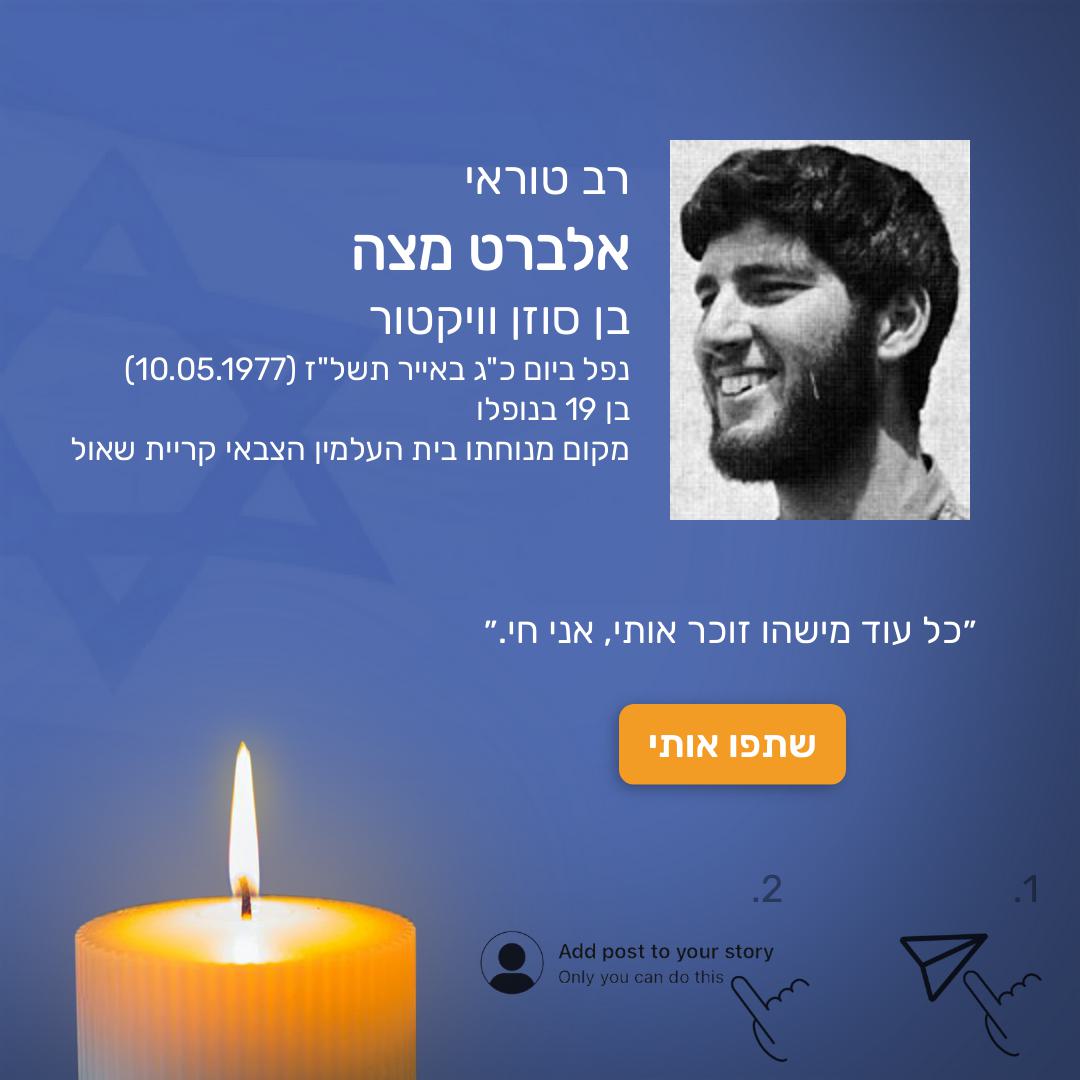 רב טוראי
אלברט מצה
בן סוזן וויקטור
נפל ביום כ"ג באייר תשל"ז (10.05.1977)
בן 19 בנופלו
מקום מנוחתו בית העלמין הצבאי קריית שאול
״כל עוד מישהו זוכר אותי, אני חי.״
שתפו אותי
1.
2.
Add post to your story
Only you can do this